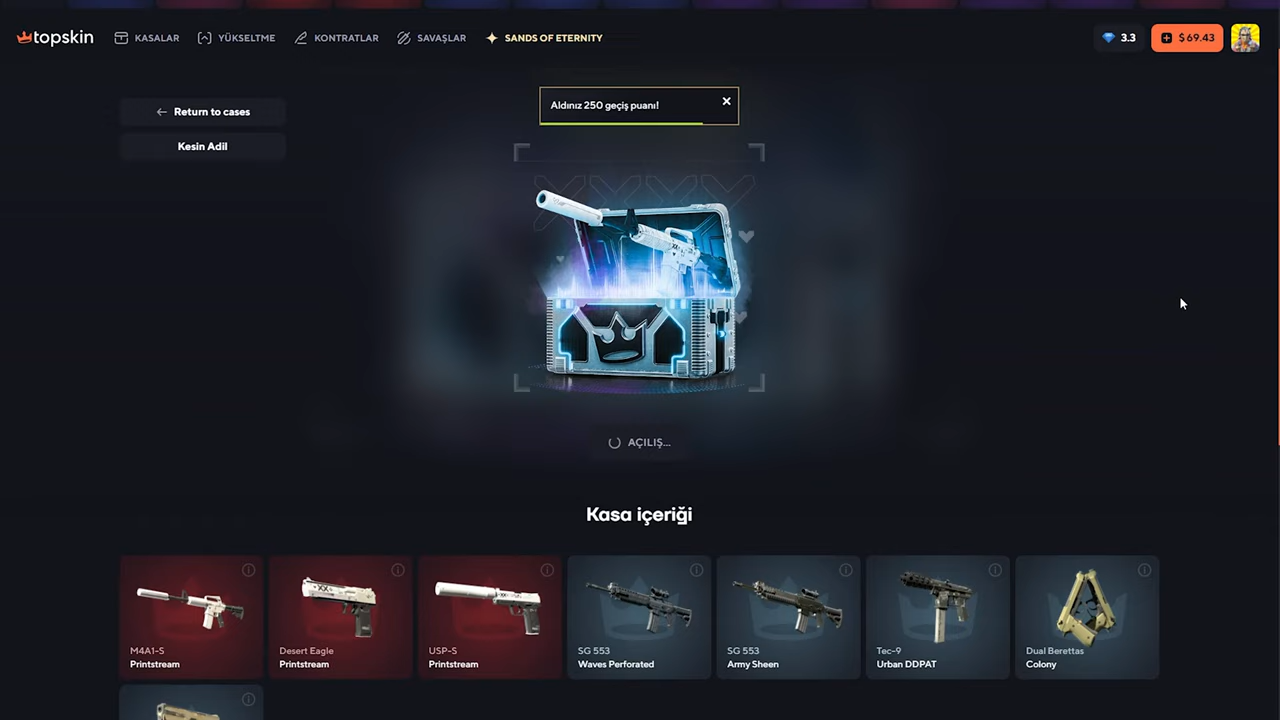 topskin
KASALAR
YÜKSELTME
KONTRATLAR
SAVAŞLAR
SANDS OF ETERNITY
3.3
$ 69.43
← Return to cases
Kesin Adil
Aldınız 250 geçiş puanı!
AÇILIŞ...
Kasa içeriği
M4A1-S
Printstream
Desert Eagle
Printstream
USP-S
Printstream
SG 553
Waves Perforated
SG 553
Army Sheen
Tec-9
Urban DDPAT
Dual Berettas
Colony